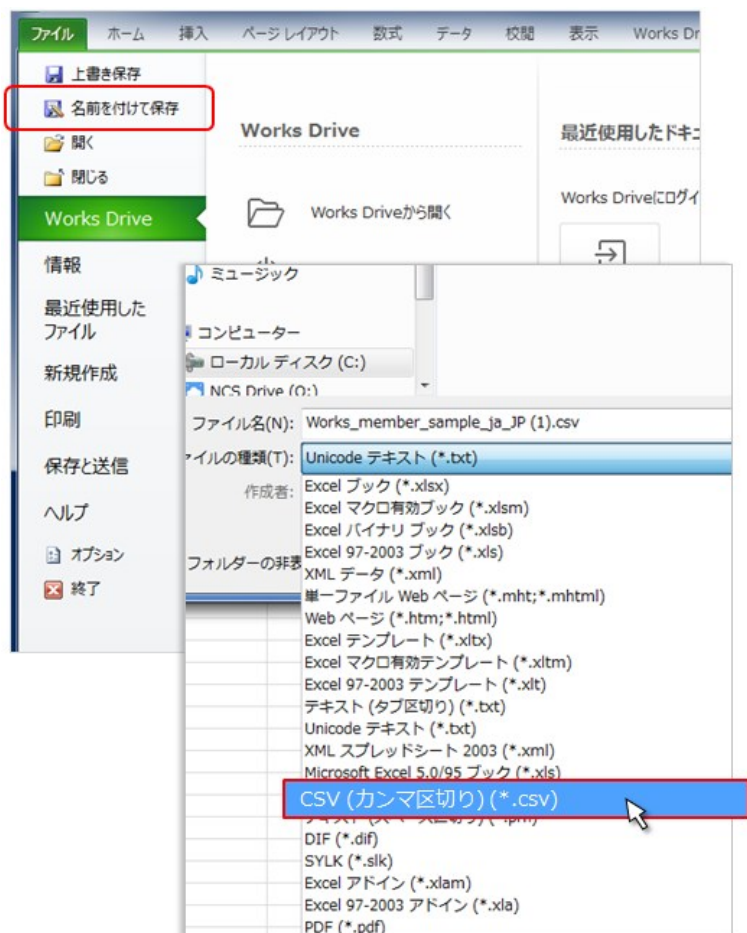 ファイル ホーム 挿入 ページ レイアウト 数式 データ 校閲 表示 Works Dr
上書き保存
名前を付けて保存
開く
閉じる
Works Drive
情報
最近使用した
ファイル
新規作成
印刷
保存と送信
ヘルプ
オプション
終了
Works Drive
Works Driveから開く
最近使用したドキュ
Works Driveにログイ
ミュージック
コンピューター
ローカル ディスク (C:)
NCS Drive (O:)
ファイル名(N): Works_member_sample_ja_JP (1).csv
ァイルの種類(T): Unicode テキスト (*.txt)
作成者:
フォルダーの非表
Excel ブック (*.xlsx)
Excel マクロ有効ブック (*.xlsm)
Excel バイナリ ブック (*.xlsb)
Excel 97-2003 ブック (*.xls)
XML データ (*.xml)
単一ファイル Web ページ (*.mht;*.mhtml)
Web ページ (*.htm;*.html)
Excel テンプレート (*.xltx)
Excel マクロ有効テンプレート (*.xltm)
Excel 97-2003 テンプレート (*.xlt)
テキスト (タブ区切り) (*.txt)
Unicode テキスト (*.txt)
XML スプレッドシート 2003 (*.xml)
Microsoft Excel 5.0/95 ブック (*.xls)
CSV (カンマ区切り) (*.csv)
テキスト (スペース区切り) (*.prn)
DIF (*.dif)
SYLK (*.slk)
Excel アドイン (*.xlam)
Excel 97-2003 アドイン (*.xla)
PDF (*.pdf)